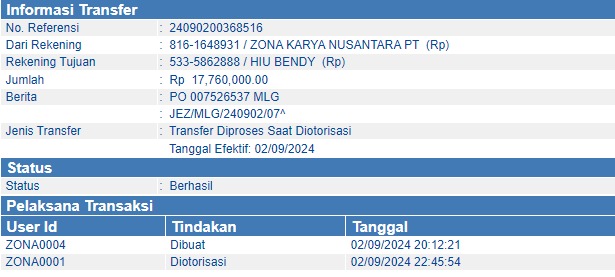 Informasi Transfer
No. Referensi : 24090200368516
Dari Rekening : 816-1648931 / ZONA KARYA NUSANTARA PT (Rp)
Rekening Tujuan : 533-5862888 / HIU BENDY (Rp)
Jumlah : Rp 17,760,000.00
Berita : PO 007526537 MLG
: JEZ/MLG/240902/07^
Jenis Transfer : Transfer Diproses Saat Diotorisasi
Tanggal Efektif: 02/09/2024
Status
Status : Berhasil
Pelaksana Transaksi
User Id Tindakan Tanggal
ZONA0004 Dibuat 02/09/2024 20:12:21
ZONA0001 Diotorisasi 02/09/2024 22:45:54